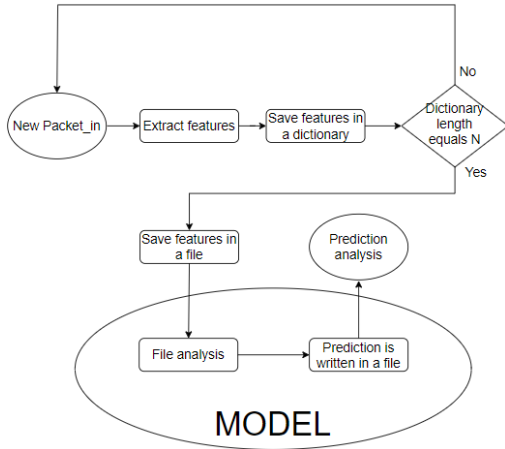 No
New Packet_in
Extract features
Save features in
a dictionary
Dictionary
length
equals N
Yes
Save features in
a file
Prediction
analysis
File analysis
Prediction is
written in a file
MODEL